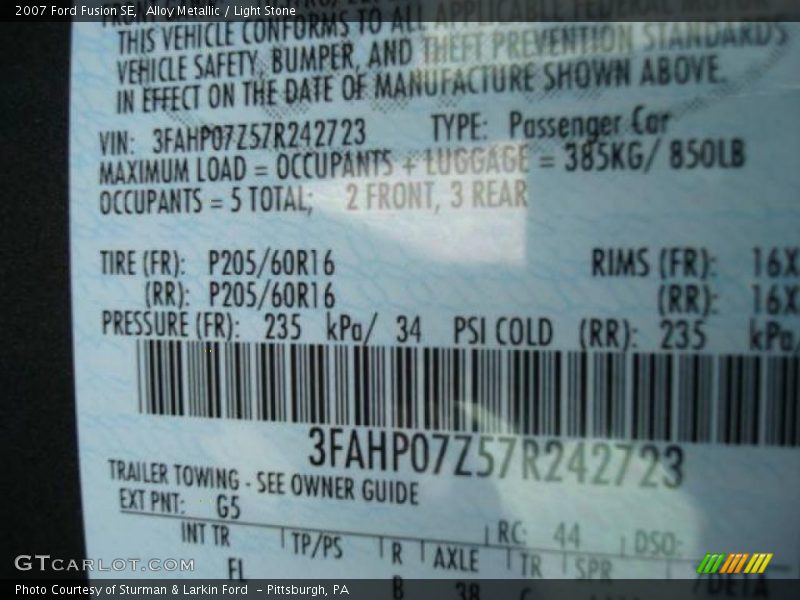 2007 Ford Fusion SE, Alloy Metallic / Light Stone
THIS VEHICLE CONFORMS TO ALL
VEHICLE SAFETY, BUMPER, AND THEFT PREVENTION STANDARDS
IN EFFECT ON THE DATE OF MANUFACTURE SHOWN ABOVE.
VIN: 3FAHP07Z57R242723 TYPE: Passenger Car
MAXIMUM LOAD = OCCUPANTS + LUGGAGE = 385KG/ 850LB
OCCUPANTS = 5 TOTAL; 2 FRONT, 3 REAR
TIRE (FR): P205/60R16 RIMS (FR): 16X
(RR): P205/60R16 (RR): 16X
PRESSURE (FR): 235 kPa/ 34 PSI COLD (RR): 235 kPa/
3FAHP07Z57R242723
TRAILER TOWING - SEE OWNER GUIDE
EXT PNT: G5 RC: 44 DSO:
INT TR TP/PS R AXLE TR SPR
FL B 38
GTCARLOT.COM
Photo Courtesy of Sturman & Larkin Ford - Pittsburgh, PA